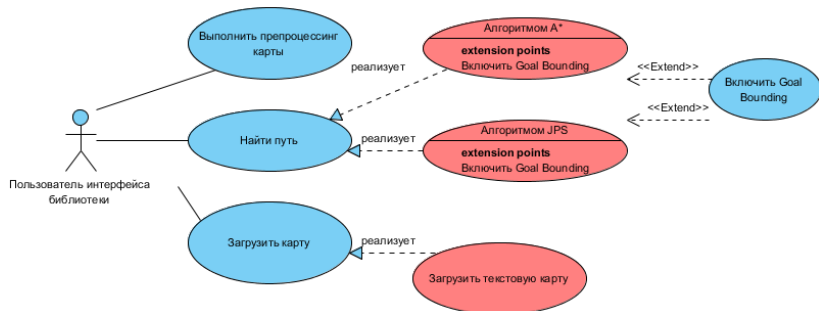 Выполнить препроцессинг
карты
Алгоритмом A*
extension points
Включить Goal Bounding
реализует
<<Extend>>
Включить Goal
Bounding
<<Extend>>
Найти путь
реализует
Алгоритмом JPS
extension points
Включить Goal Bounding
Пользователь интерфейса
библиотеки
Загрузить карту
реализует
Загрузить текстовую карту